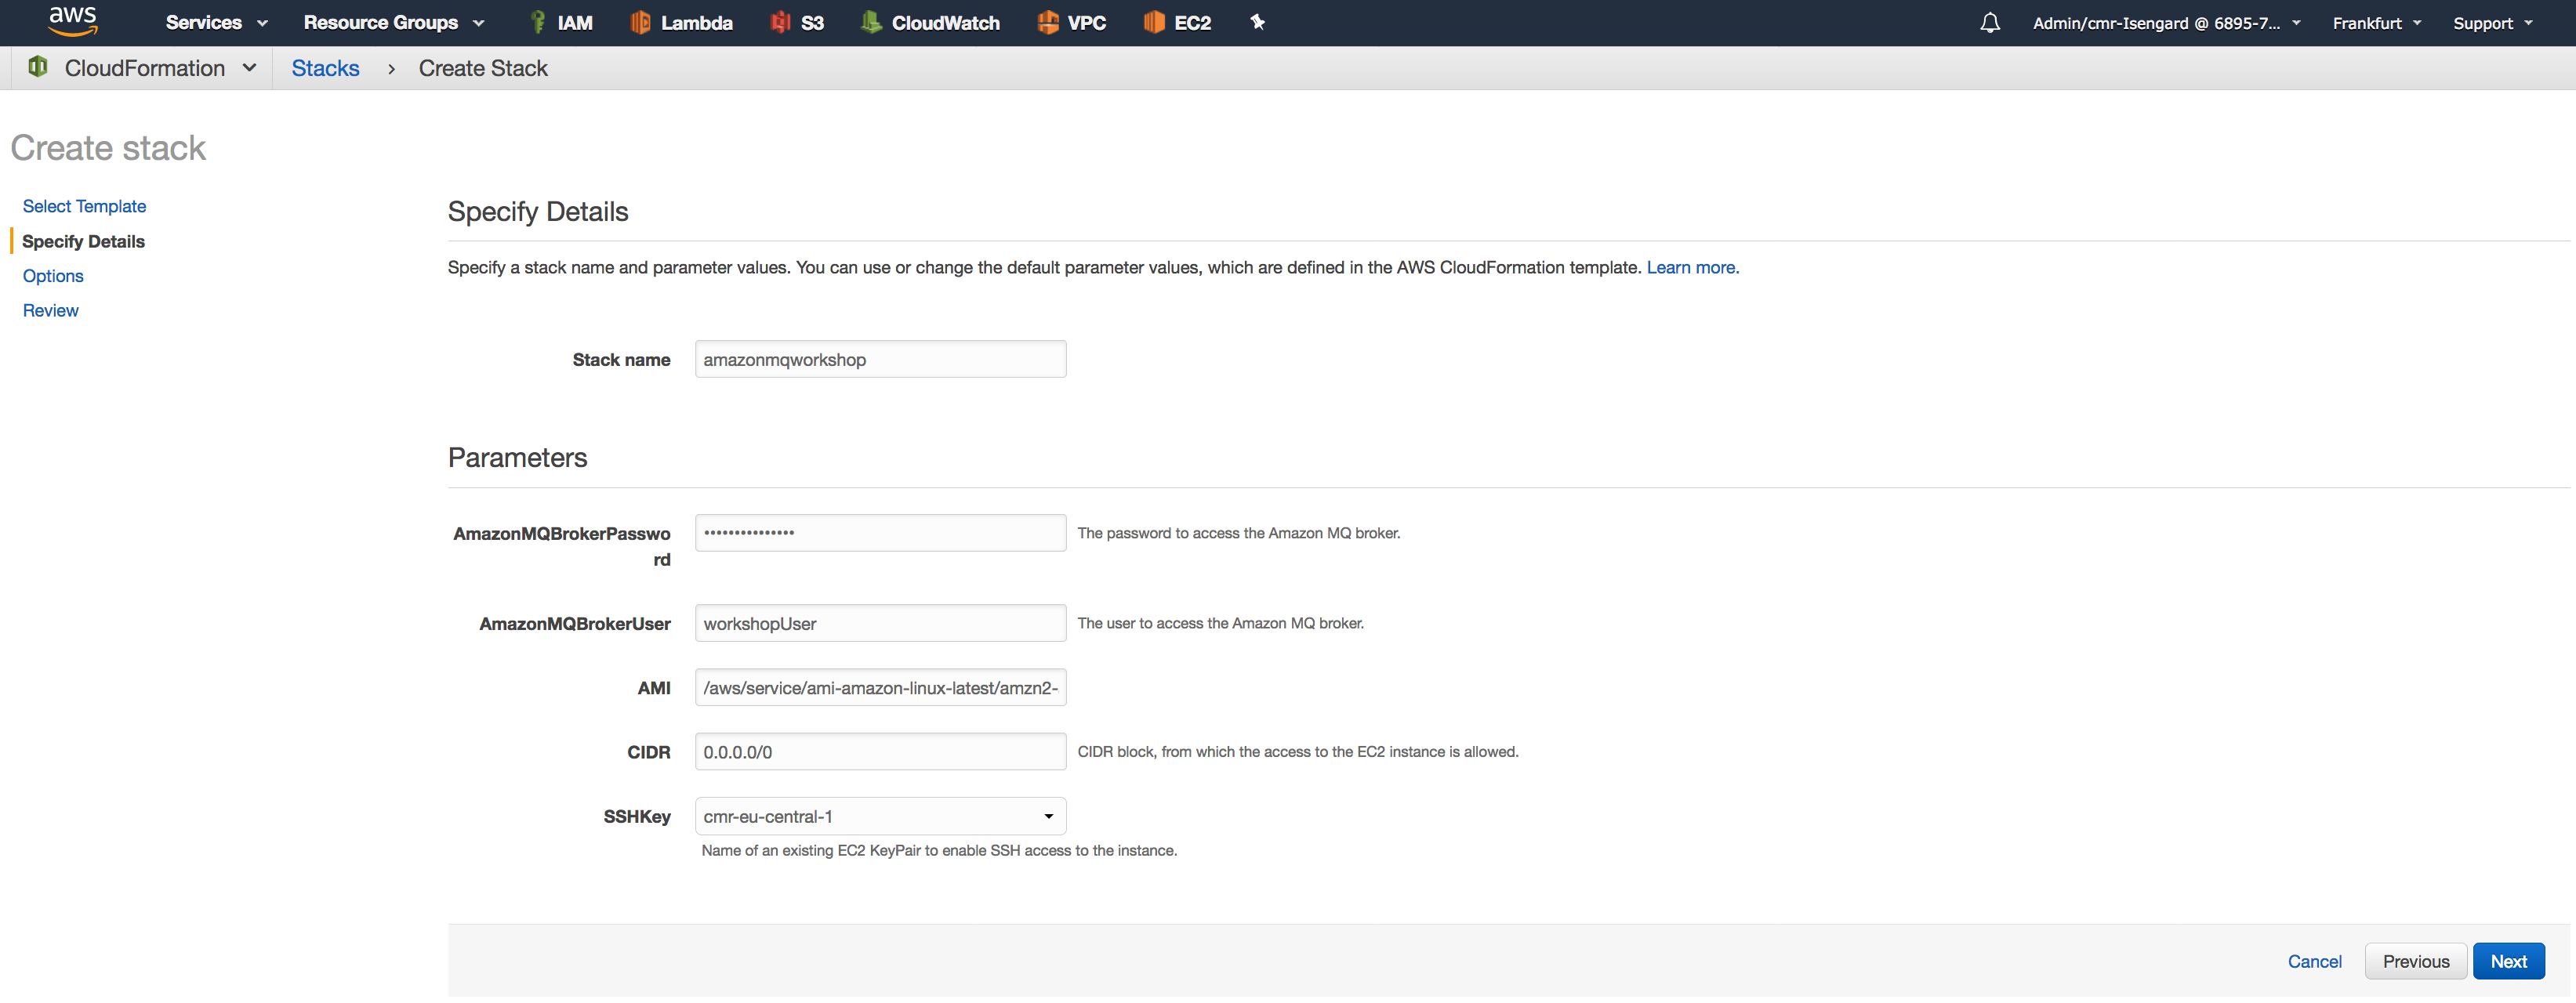 aws Services Resource Groups IAM Lambda S3 CloudWatch VPC EC2 Admin/cmr-Isengard @ 6895-7... Frankfurt Support
CloudFormation Stacks › Create Stack
Create stack
Select Template
Specify Details
Options
Review
Specify Details
Specify a stack name and parameter values. You can use or change the default parameter values, which are defined in the AWS CloudFormation template. Learn more.
Stack name amazonmqworkshop
Parameters
AmazonMQBrokerPasswo
rd ••••••••••••••• The password to access the Amazon MQ broker.
AmazonMQBrokerUser workshopUser The user to access the Amazon MQ broker.
AMI /aws/service/ami-amazon-linux-latest/amzn2-
CIDR 0.0.0.0/0 CIDR block, from which the access to the EC2 instance is allowed.
SSHKey cmr-eu-central-1
Name of an existing EC2 KeyPair to enable SSH access to the instance.
Cancel Previous Next